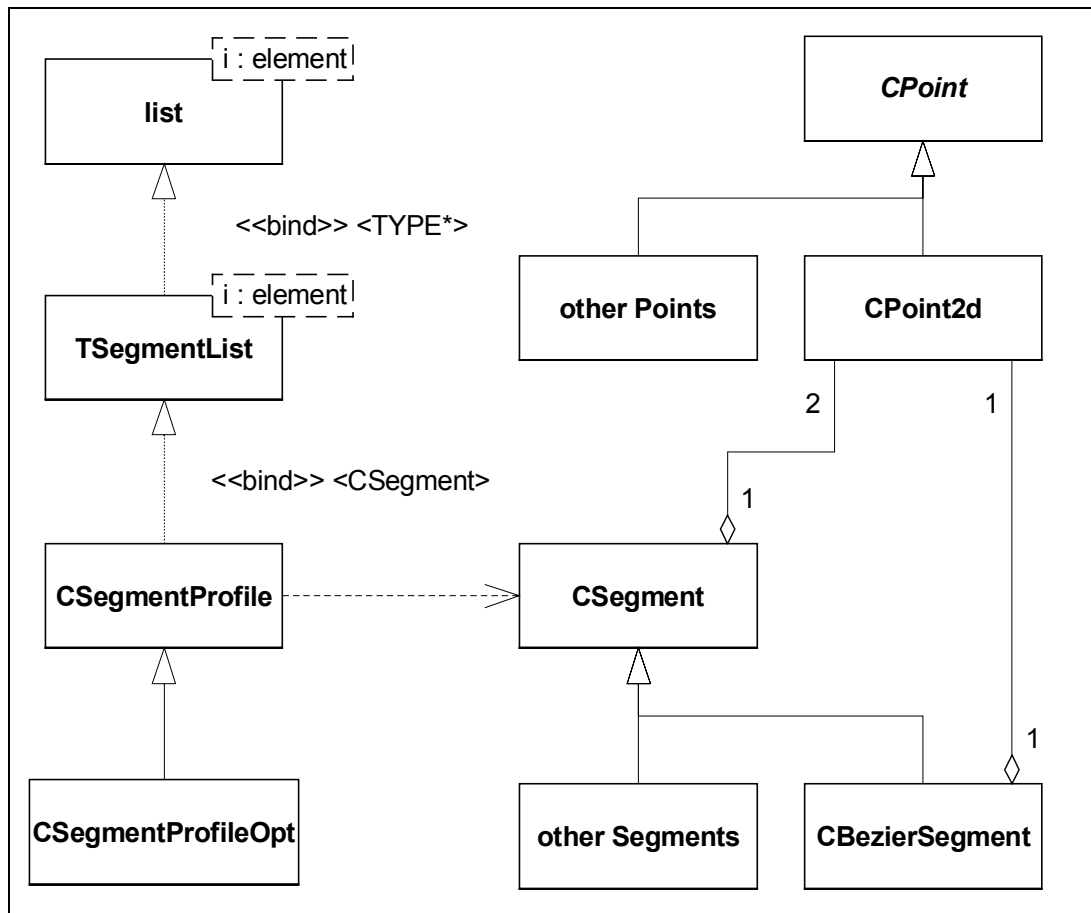 i : element
list
CPoint
<<bind>> <TYPE*>
i : element
TSegmentList
other Points
CPoint2d
2
1
<<bind>> <CSegment>
1
CSegmentProfile
CSegment
1
CSegmentProfileOpt
other Segments
CBezierSegment